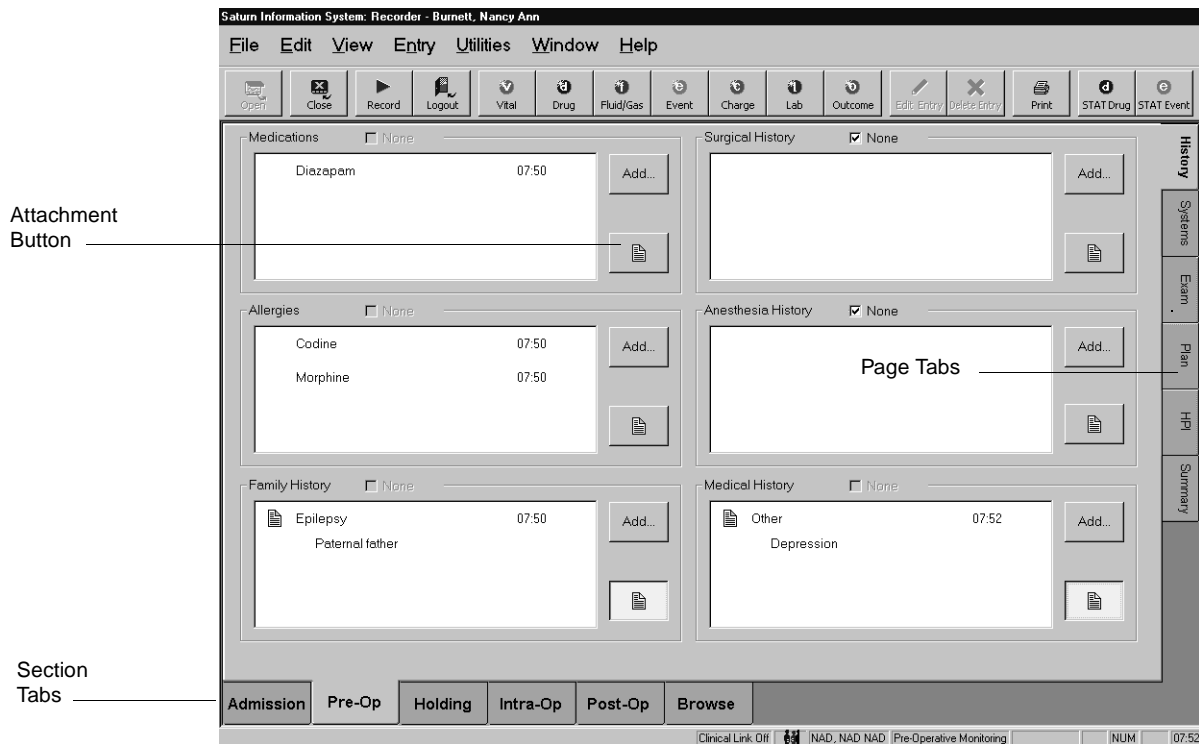 Saturn Information System: Recorder - Burnett, Nancy Ann
File Edit View Entry Utilities Window Help
Open Close Record Logout Vital Drug Fluid/Gas Event Charge Lab Outcome Edit Entry Delete Entry Print STAT Drug STAT Event
Medications None
Diazapam 07:50
Add...
Surgical History None
Add...
Attachment
Button
Allergies None
Codine 07:50
Morphine 07:50
Add...
Anesthesia History None
Add...
Page Tabs
Family History None
Epilepsy 07:50
Paternal father
Add...
Medical History None
Other 07:52
Depression
Add...
History
Systems
Exam
Plan
HPI
Summary
Section
Tabs
Admission Pre-Op Holding Intra-Op Post-Op Browse
Clinical Link Off NAD, NAD NAD Pre-Operative Monitoring NUM 07:52